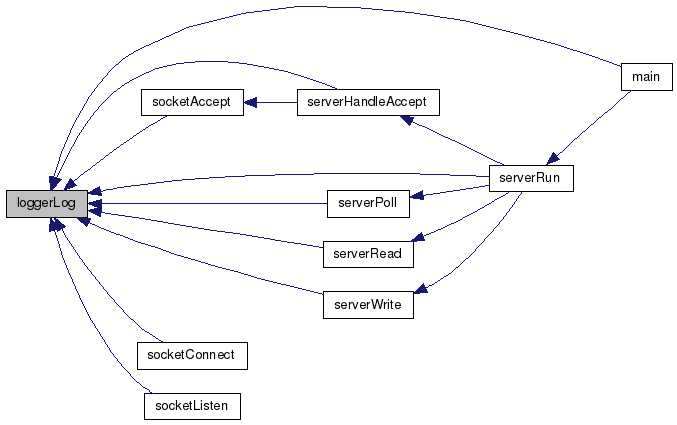 main
socketAccept
serverHandleAccept
serverRun
loggerLog
serverPoll
serverRead
serverWrite
socketConnect
socketListen